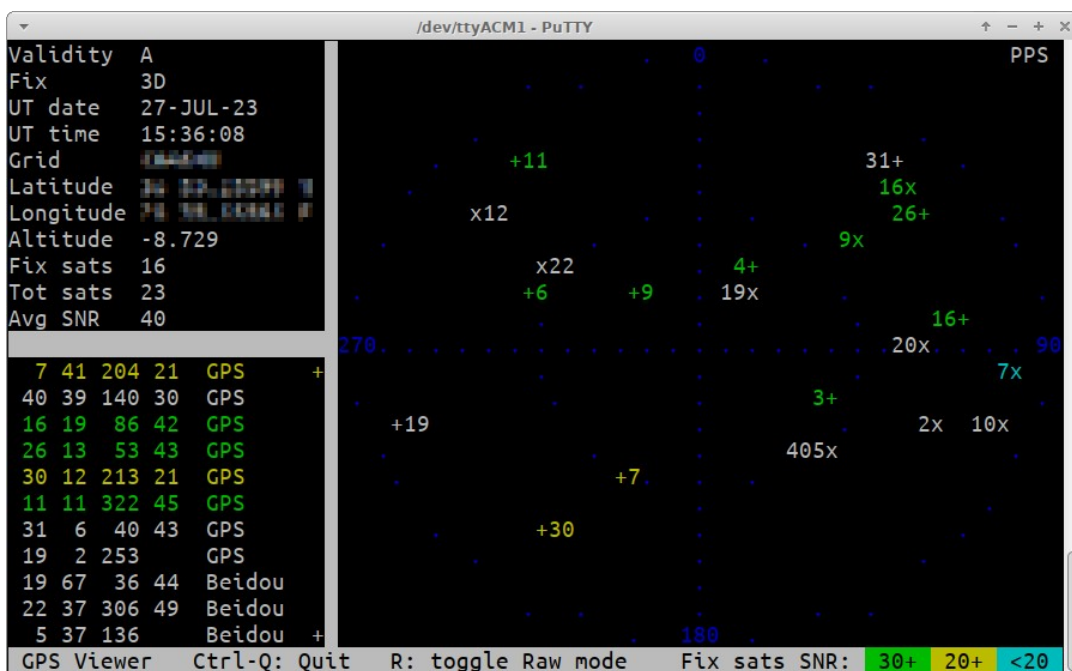 /dev/ttyACM1 - PuTTY
Validity A
Fix 3D
UT date 27-JUL-23
UT time 15:36:08
Grid
Latitude
Longitude
Altitude -8.729
Fix sats 16
Tot sats 23
Avg SNR 40
7 41 204 21 GPS +
40 39 140 30 GPS
16 19 86 42 GPS
26 13 53 43 GPS
30 12 213 21 GPS
11 11 322 45 GPS
31 6 40 43 GPS
19 2 253 GPS
19 67 36 44 Beidou
22 37 306 49 Beidou
5 37 136 Beidou +
0 PPS
+11 31+
16x
x12 26+
9x
x22 4+
+6 +9 19x
16+
270 20x 90
7x
3+
+19 2x 10x
405x
+7
+30
180
GPS Viewer Ctrl-Q: Quit R: toggle Raw mode Fix sats SNR: 30+ 20+ <20